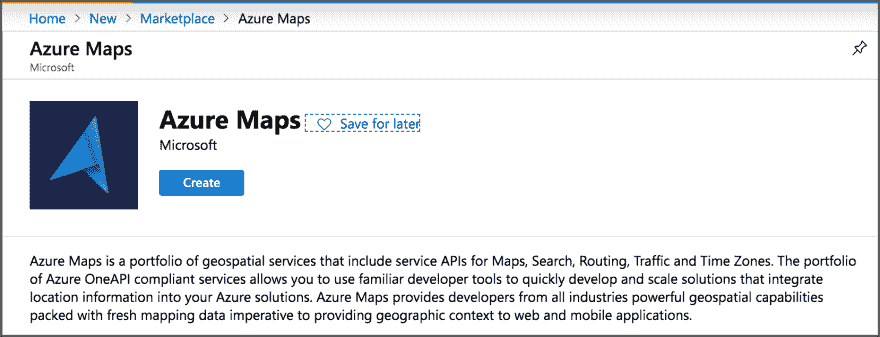 Home > New > Marketplace > Azure Maps
Azure Maps
Microsoft
Azure Maps Save for later
Microsoft
Create
Azure Maps is a portfolio of geospatial services that include service APIs for Maps, Search, Routing, Traffic and Time Zones. The portfolio
of Azure OneAPI compliant services allows you to use familiar developer tools to quickly develop and scale solutions that integrate
location information into your Azure solutions. Azure Maps provides developers from all industries powerful geospatial capabilities
packed with fresh mapping data imperative to providing geographic context to web and mobile applications.